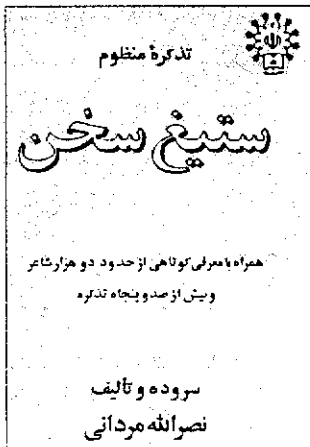 تذکرهٔ منظوم
ستیغ سخن
همراه با معرفی کوتاهی از حدود دو هزار شاعر
و بیش از صد و پنجاه تذکره
سروده و تألیف
نصرالله مردانی